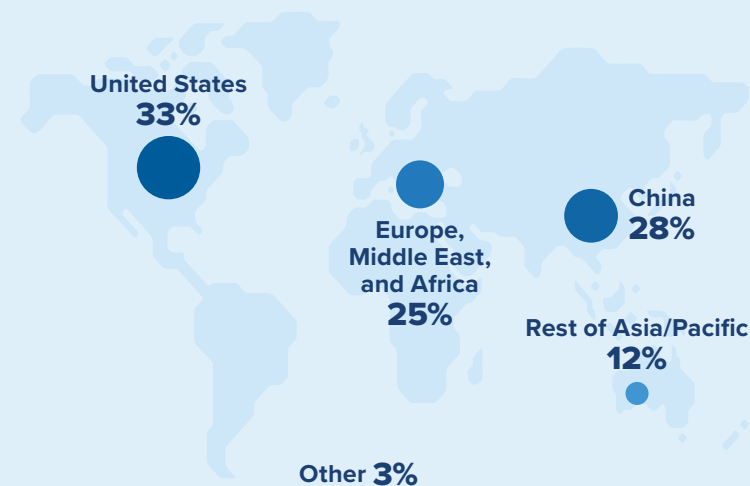 United States
33%
Europe,
Middle East,
and Africa
25%
China
28%
Rest of Asia/Pacific
12%
Other 3%